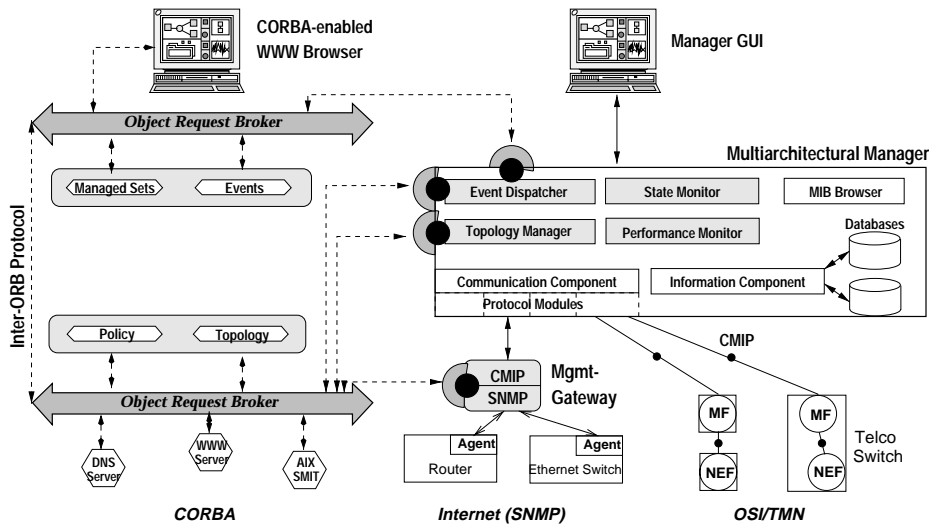 CORBA-enabled
WWW Browser
Manager GUI
Object Request Broker
Multiarchitectural Manager
Managed Sets
Events
Event Dispatcher
State Monitor
MIB Browser
Topology Manager
Performance Monitor
Databases
Inter-ORB Protocol
Communication Component
Information Component
Protocol Modules
Policy
Topology
CMIP
CMIP
SNMP
Mgmt-
Gateway
Object Request Broker
MF
MF
Agent
Agent
Router
Ethernet Switch
Telco
Switch
NEF
NEF
DNS
Server
WWW
Server
AIX
SMIT
CORBA
Internet (SNMP)
OSI/TMN